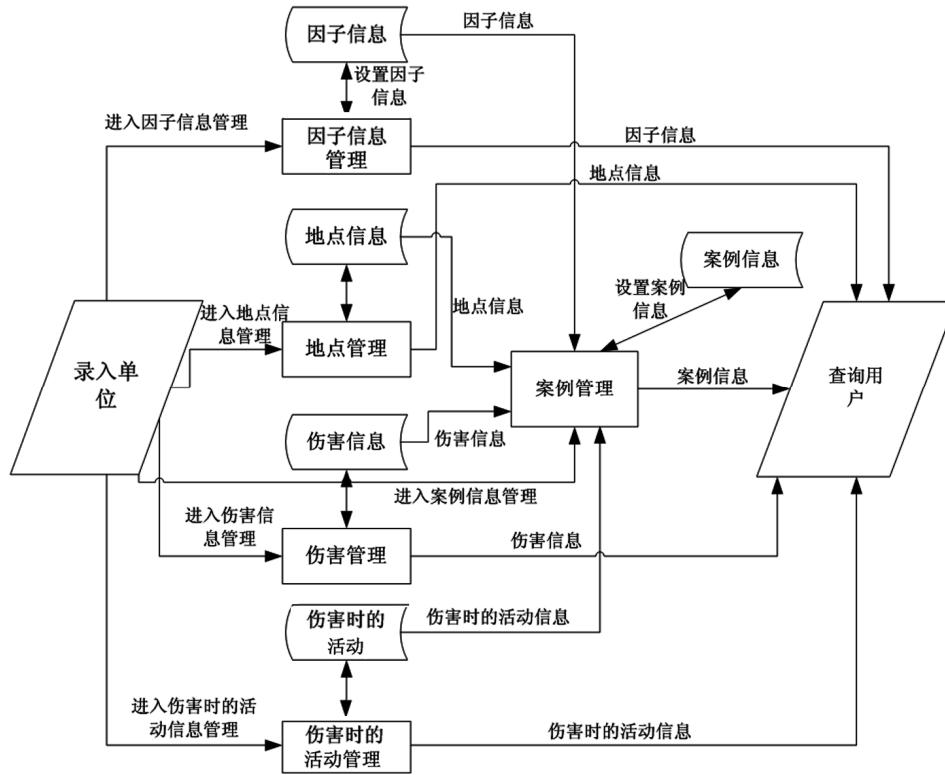 因子信息
因子信息
设置因子
信息
进入因子信息管理
因子信息
管理
因子信息
地点信息
地点信息
案例信息
设置案例
信息
进入地点信
息管理
地点信息
地点管理
录入单
位
案例管理
案例信息
查询用
户
伤害信息
伤害信息
进入案例信息管理
进入伤害信
息管理
伤害管理
伤害信息
伤害时的
活动
伤害时的活动信息
进入伤害时的活
动信息管理
伤害时的
活动管理
伤害时的活动信息